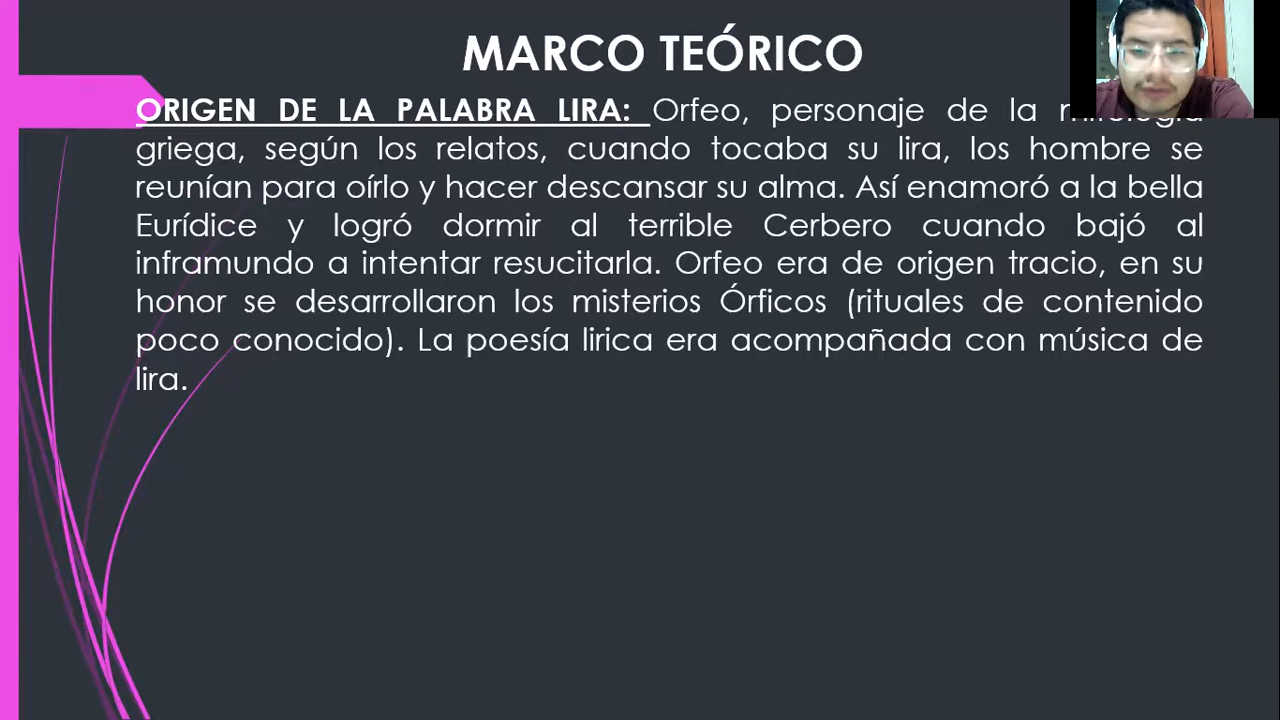 MARCO TEÓRICO
ORIGEN DE LA PALABRA LIRA: Orfeo, personaje de la
griega, según los relatos, cuando tocaba su lira, los hombre se
reunían para oírlo y hacer descansar su alma. Así enamoró a la bella
Eurídice y logró dormir al terrible Cerbero cuando bajó al
inframundo a intentar resucitarla. Orfeo era de origen tracio, en su
honor se desarrollaron los misterios Órficos (rituales de contenido
poco conocido). La poesía lirica era acompañada con música de
lira.